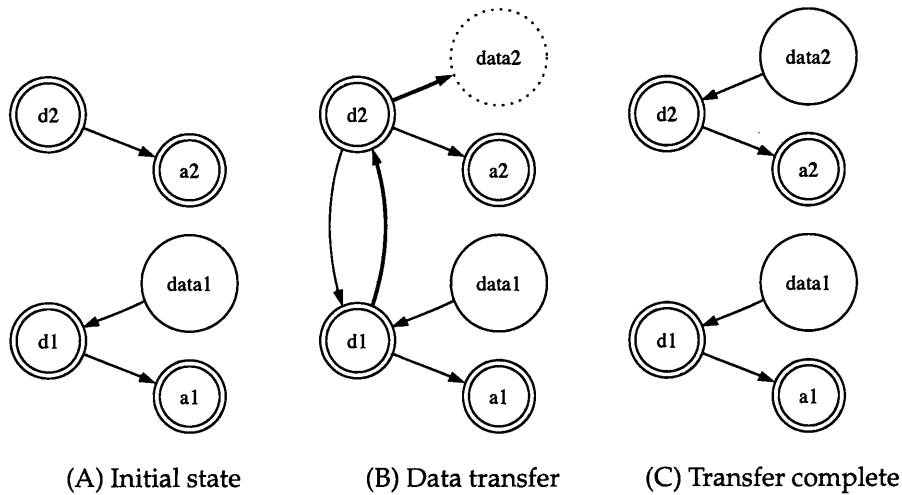 d2
a2
data1
d1
a1
(A) Initial state
data2
d2
a2
data1
d1
a1
(B) Data transfer
data2
d2
a2
data1
d1
a1
(C) Transfer complete